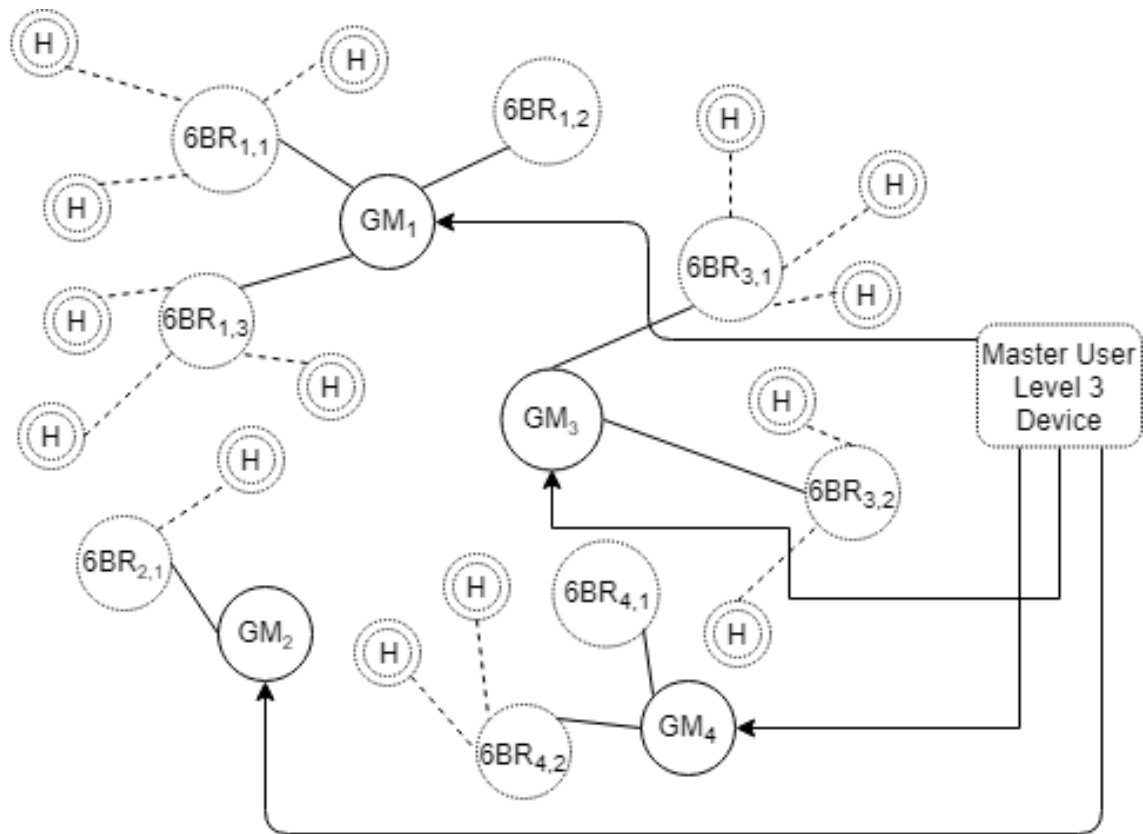 H
H
6BR1,2
6BR1,1
H
H
H
GM1
6BR3,1
H
H
6BR1,3
Master User
Level 3
Device
H
H
GM3
H
H
H
6BR3,2
6BR2,1
H
6BR4,1
GM2
H
H
GM4
6BR4,2